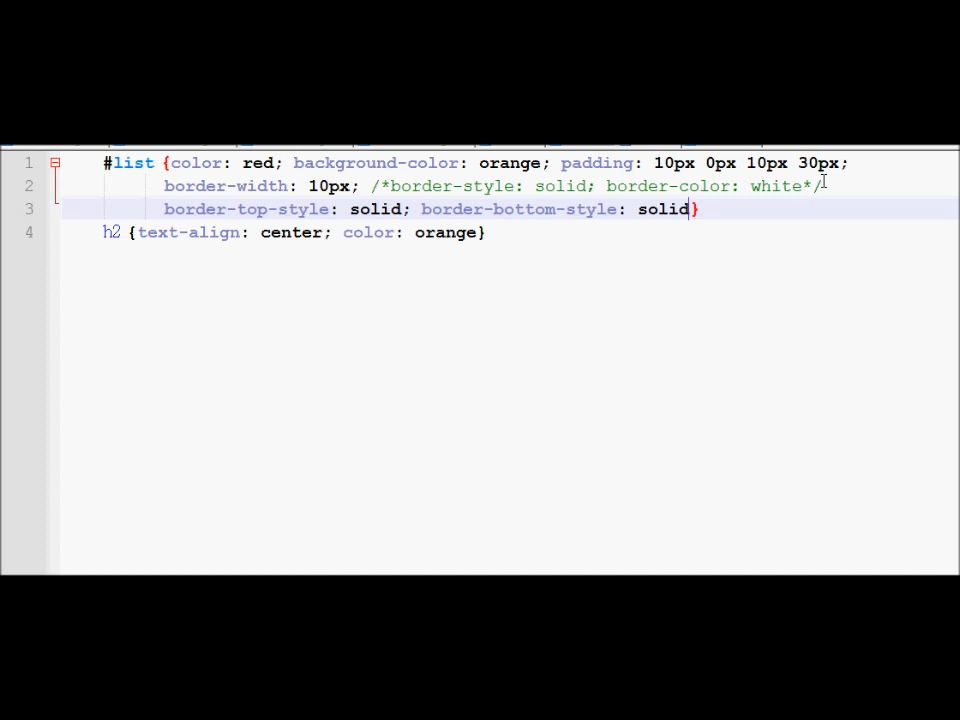 1 #list {color: red; background-color: orange; padding: 10px 0px 10px 30px;
2 border-width: 10px; /*border-style: solid; border-color: white*/
3 border-top-style: solid; border-bottom-style: solid}
4 h2 {text-align: center; color: orange}